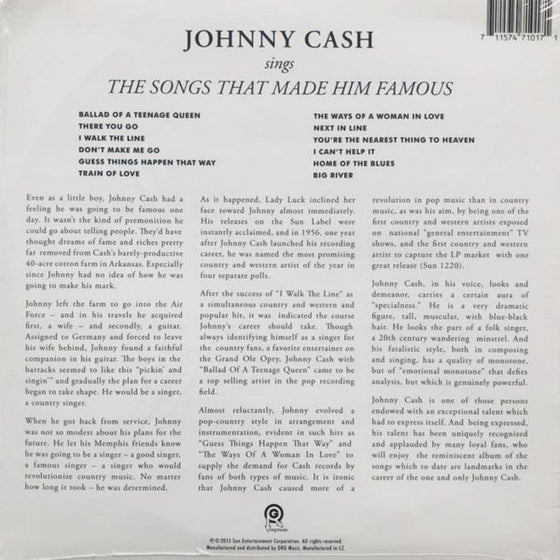 7 11574 71017 1
JOHNNY CASH
sings
THE SONGS THAT MADE HIM FAMOUS
BALLAD OF A TEENAGE QUEEN
THERE YOU GO
I WALK THE LINE
DON'T MAKE ME GO
GUESS THINGS HAPPEN THAT WAY
TRAIN OF LOVE
THE WAYS OF A WOMAN IN LOVE
NEXT IN LINE
YOU'RE THE NEAREST THING TO HEAVEN
I CAN'T HELP IT
HOME OF THE BLUES
BIG RIVER
Even as a little boy, Johnny Cash had a
feeling he was going to be famous one
day. It wasn't the kind of premonition he
could go about telling people. They'd have
thought dreams of fame and riches pretty
far removed from Cash's barely-productive
40-acre cotton farm in Arkansas. Especially
since Johnny had no idea of how he was
going to make his mark.
Johnny left the farm to go into the Air
Force – and in his travels he acquired
first, a wife – and secondly, a guitar.
Assigned to Germany and forced to leave
his wife behind, Johnny found a faithful
companion in his guitar. The boys in the
barracks seemed to like this "pickin' and
singin'" and gradually the plan for a career
began to take shape. He would be a singer,
a country singer.
When he got back from service, Johnny
was not so modest about his plans for the
future. He let his Memphis friends know
he was going to be a singer – a good singer,
a famous singer – a singer who would
revolutionize country music. No matter
how long it took – he was determined.
As it happened, Lady Luck inclined her
face toward Johnny almost immediately.
His releases on the Sun Label were
instantly acclaimed, and in 1956, one year
after Johnny Cash launched his recording
career, he was named the most promising
country and western artist of the year in
four separate polls.
After the success of "I Walk The Line" as
a simultaneous country and western and
popular hit, it was indicated the course
Johnny's career should take. Though
always identifying himself as a singer for
the country fans, a favorite entertainer on
the Grand Ole Opry, Johnny Cash with
"Ballad Of A Teenage Queen" came to be
a top selling artist in the pop recording
field.
Almost reluctantly, Johnny evolved a
pop-country style in arrangement and
instrumentation, evident in such hits as
"Guess Things Happen That Way" and
"The Ways Of A Woman In Love" to
supply the demand for Cash records by
fans of both types of music. It is ironic
that Johnny Cash caused more of a
revolution in pop music than in country
music, as was his aim, by being one of the
first country and western artists exposed
on national "general entertainment" TV
shows, and the first country and western
artist to capture the LP market with one
great release (Sun 1220).
Johnny Cash, in his voice, looks and
demeanor, carries a certain aura of
"specialness." He is a very dramatic
figure, tall, muscular, with blue-black
hair. He looks the part of a folk singer,
a 20th century wandering minstrel. And
his fatalistic style, both in composing
and singing, has a quality of monotone,
but of "emotional monotone" that defies
analysis, but which is genuinely powerful.
Johnny Cash is one of those persons
endowed with an exceptional talent which
had to express itself. And being expressed,
his talent has been uniquely recognized
and applauded by many loyal fans, who
will enjoy the reminiscent album of the
songs which to date are landmarks in the
career of the one and only Johnny Cash.
℗ © 2015 Sun Entertainment Corporation. All rights reserved.
Manufactured and distributed by ORG Music. Manufactured in CZ.